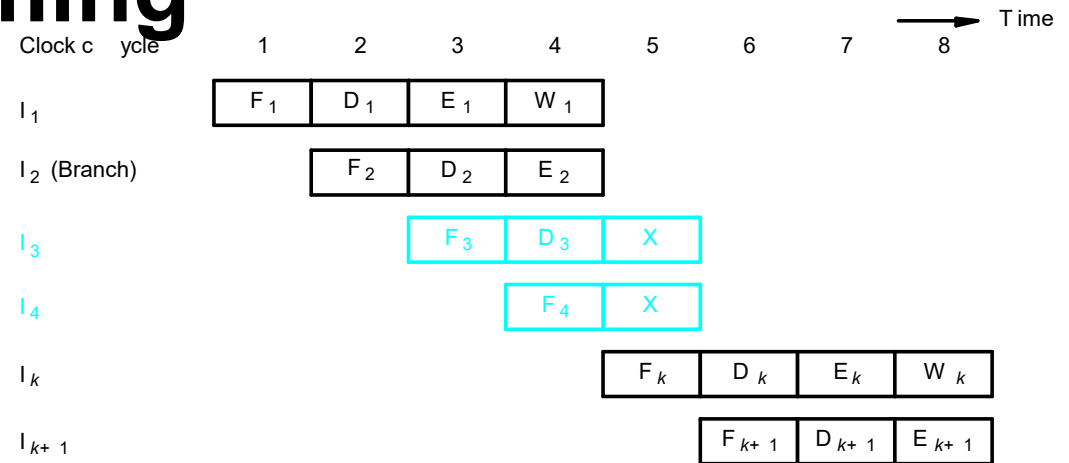 ning
Time
Clock cycle 1 2 3 4 5 6 7 8
I1 F1 D1 E1 W1
I2 (Branch) F2 D2 E2
I3 F3 D3 X
I4 F4 X
Ik Fk Dk Ek Wk
Ik+1 Fk+1 Dk+1 Ek+1